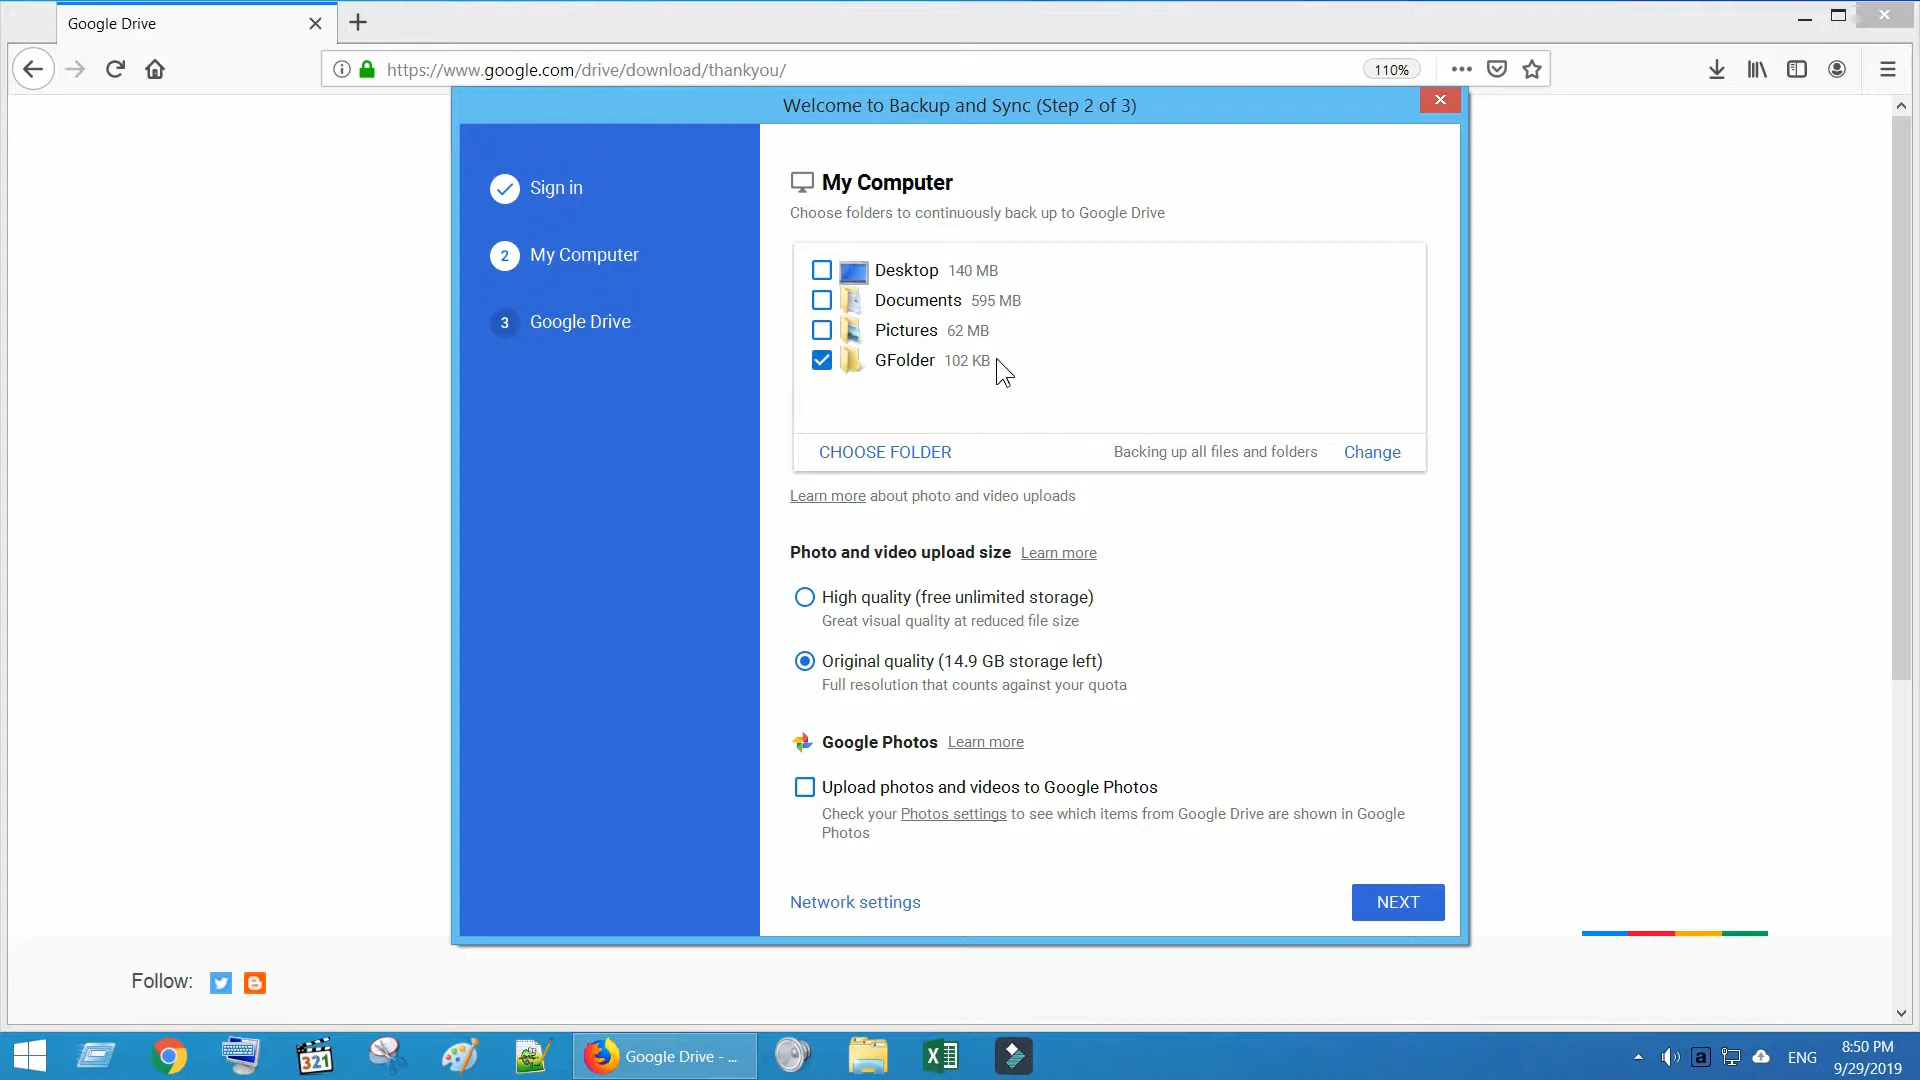 Google Drive
https://www.google.com/drive/download/thankyou/
110%
Welcome to Backup and Sync (Step 2 of 3)
Sign in
2 My Computer
3 Google Drive
My Computer
Choose folders to continuously back up to Google Drive
Desktop 140 MB
Documents 595 MB
Pictures 62 MB
GFolder 102 KB
CHOOSE FOLDER Backing up all files and folders Change
Learn more about photo and video uploads
Photo and video upload size Learn more
High quality (free unlimited storage)
Great visual quality at reduced file size
Original quality (14.9 GB storage left)
Full resolution that counts against your quota
Google Photos Learn more
Upload photos and videos to Google Photos
Check your Photos settings to see which items from Google Drive are shown in Google
Photos
Network settings NEXT
Follow:
321
Google Drive - ...
a
ENG
8:50 PM
9/29/2019